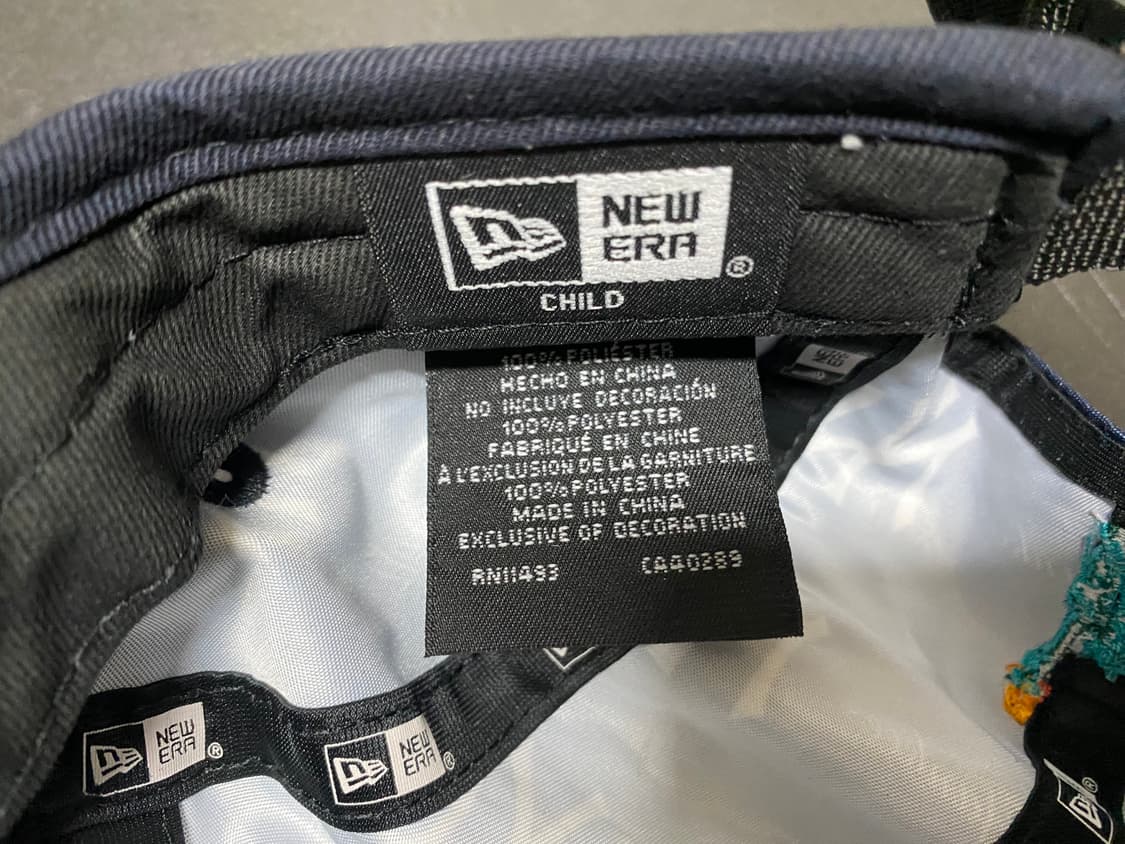 NEW
ERA
®
CHILD
100% POLIÉSTER
HECHO EN CHINA
NO INCLUYE DECORACIÓN
100% POLYESTER
FABRIQUÉ EN CHINE
À L'EXCLUSION DE LA GARNITURE
100% POLYESTER
MADE IN CHINA
EXCLUSIVE OF DECORATION
RN11493 CA40289
NEW
ERA
®
NEW
ERA
®
®